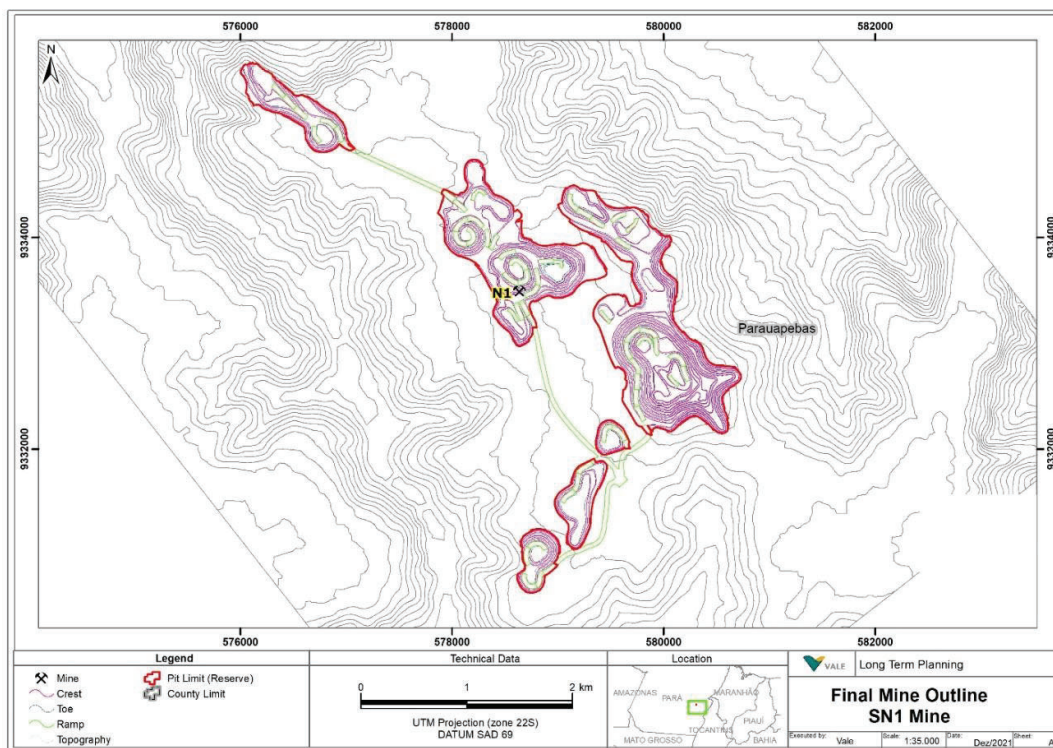 576000 578000 580000 582000
N
9334000 9334000
N1
Parauapebas
9332000 9332000
576000 578000 580000 582000
Legend
Mine
Crest
Toe
Ramp
Topography
Pit Limit (Reserve)
County Limit
Technical Data
0 1 2 km
UTM Projection (zone 22S)
DATUM SAD 69
Location
AMAZONAS PARÁ MARANHÃO
PIAUÍ
TOCANTINS
MATO GROSSO BAHIA
VALE
Long Term Planning
Final Mine Outline
SN1 Mine
Executed by: Vale Scale: 1:35.000 Date: Dez/2021 Sheet: A